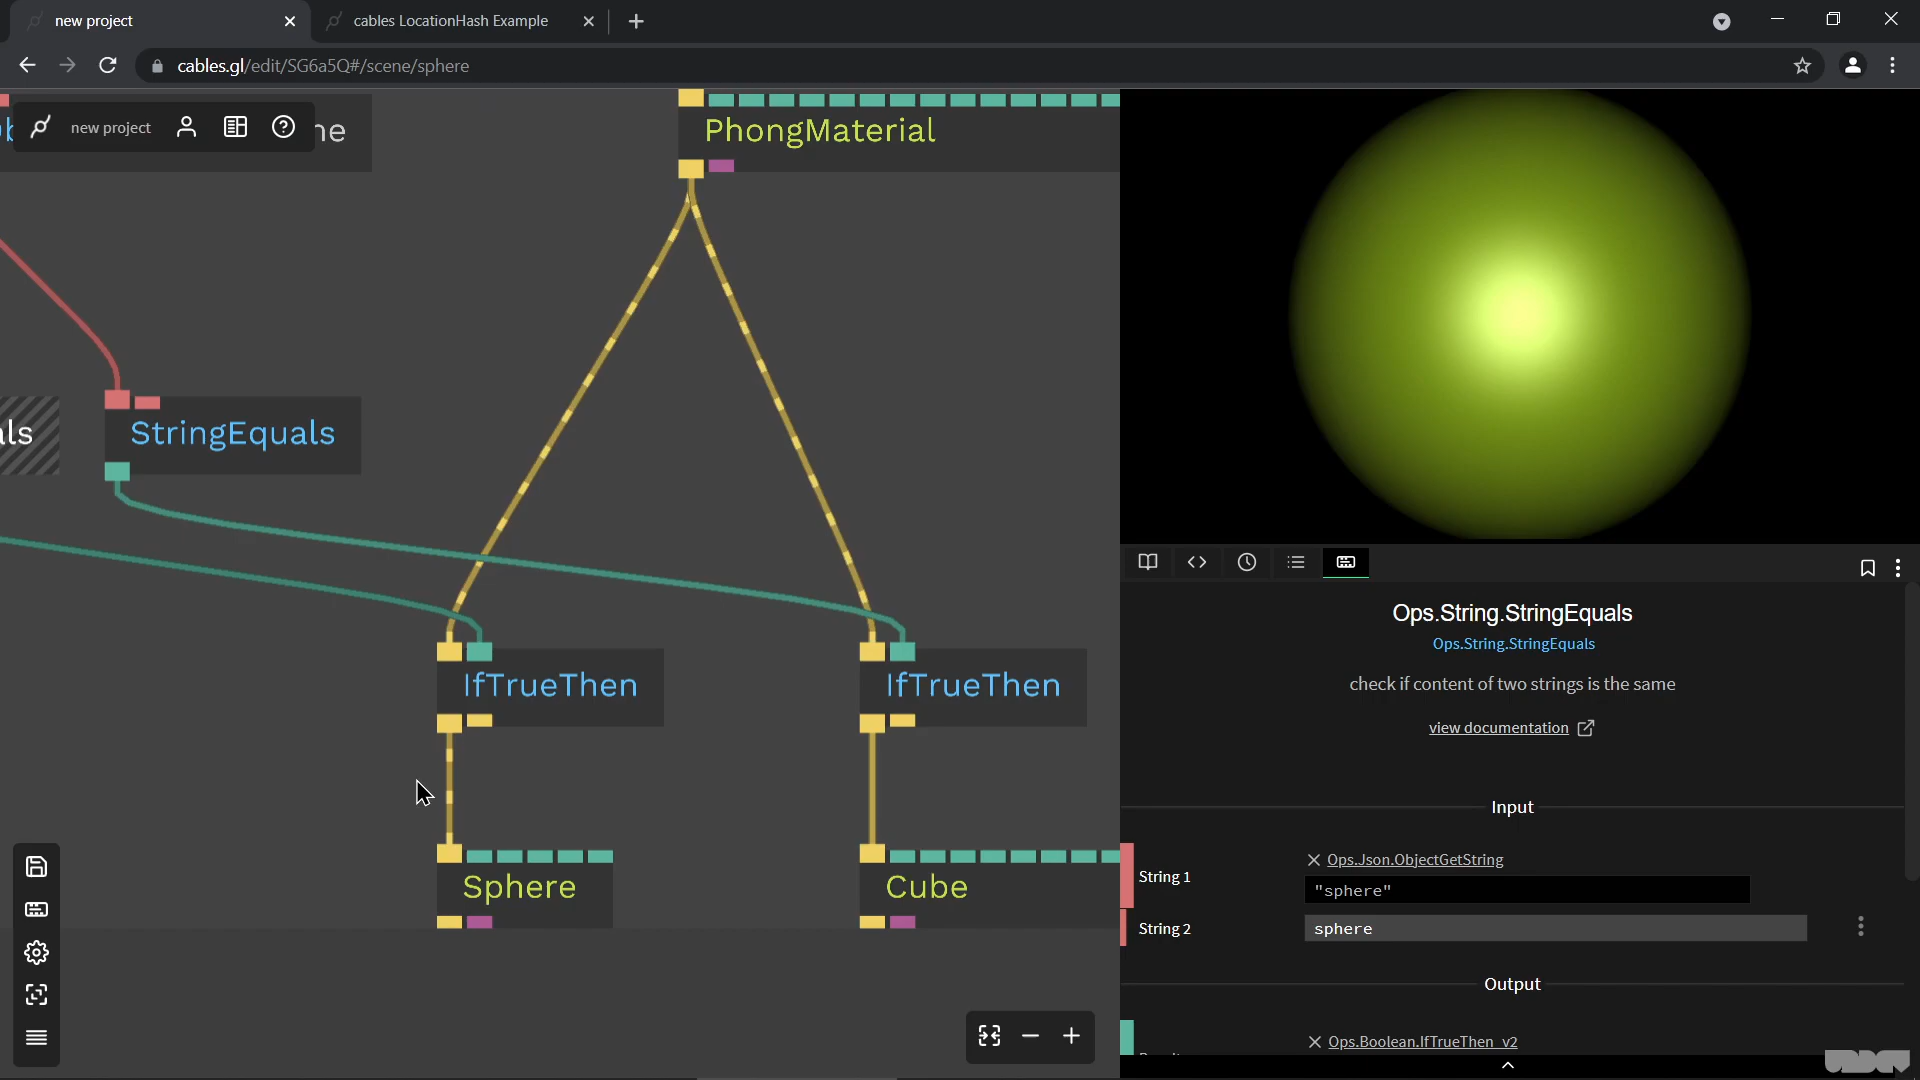 new project
cables LocationHash Example
cables.gl/edit/SG6a5Q#/scene/sphere
new project
ne
PhongMaterial
ls
StringEquals
IfTrueThen
IfTrueThen
Sphere
Cube
Ops.String.StringEquals
Ops.String.StringEquals
check if content of two strings is the same
view documentation
Input
String 1
Ops.Json.ObjectGetString
"sphere"
String 2
sphere
Output
Ops.Boolean.IfTrueThen_v2